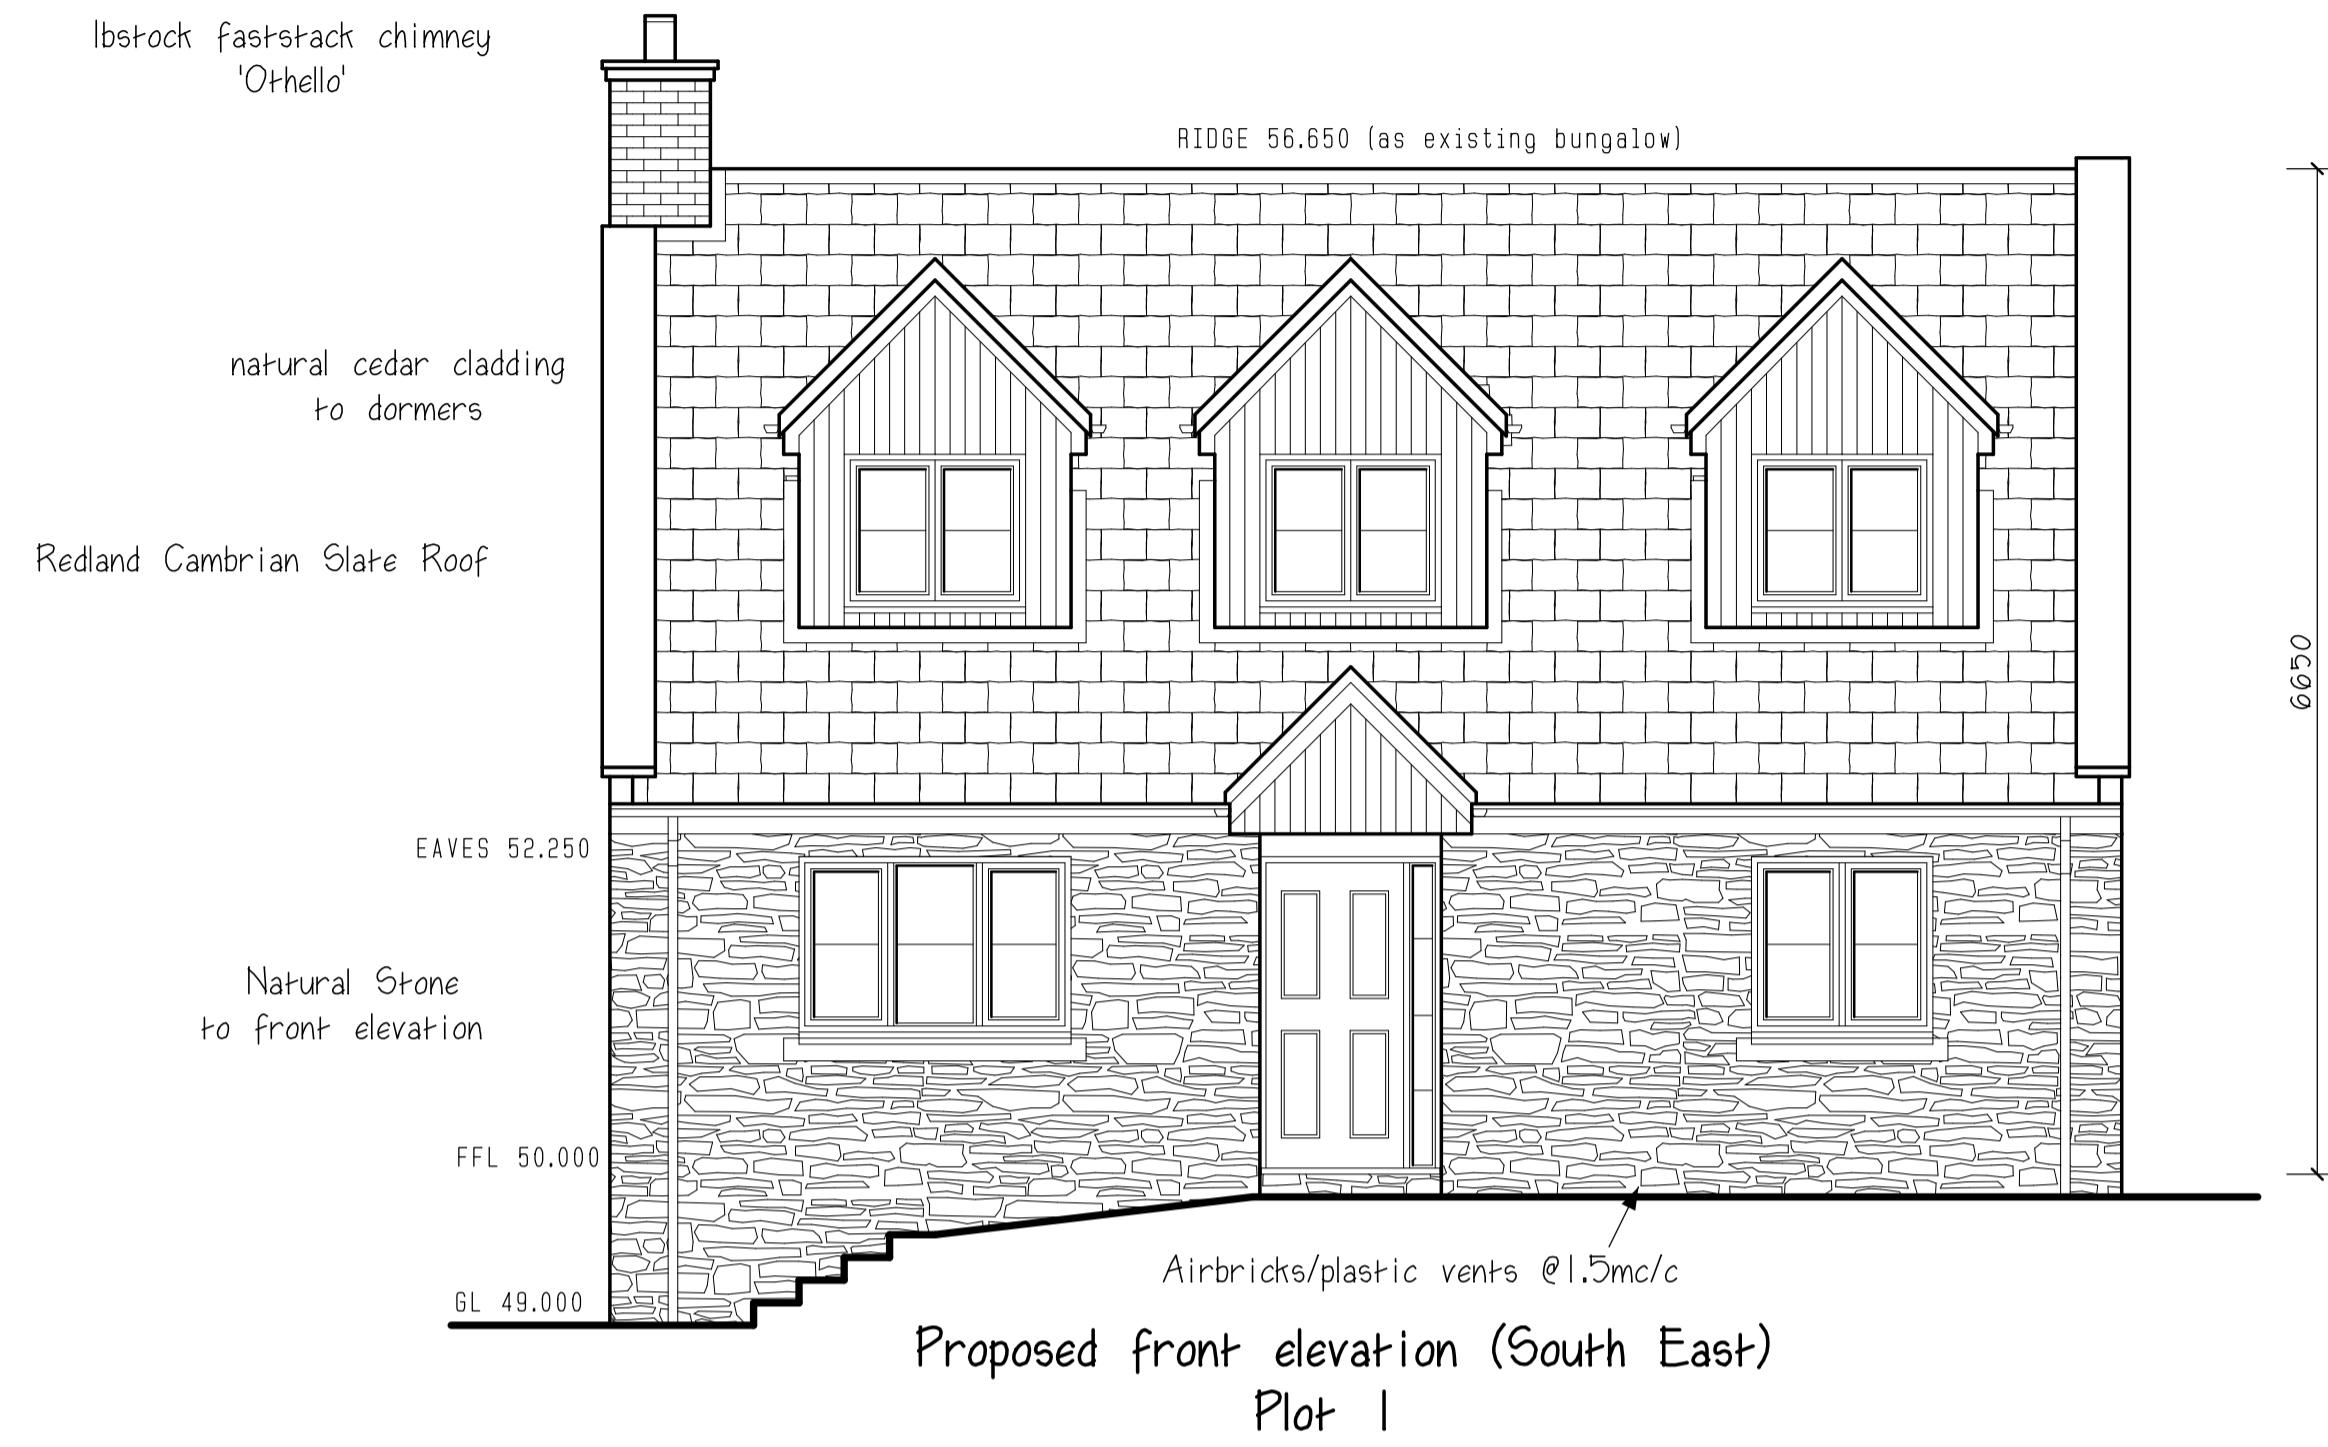 Ibstock faststack chimney
'Othello'
RIDGE 56.650 (as existing bungalow)
natural cedar cladding
to dormers
Redland Cambrian Slate Roof
6650
EAVES 52.250
Natural Stone
to front elevation
FFL 50.000
Airbricks/plastic vents @1.5mc/c
GL 49.000
Proposed front elevation (South East)
Plot 1